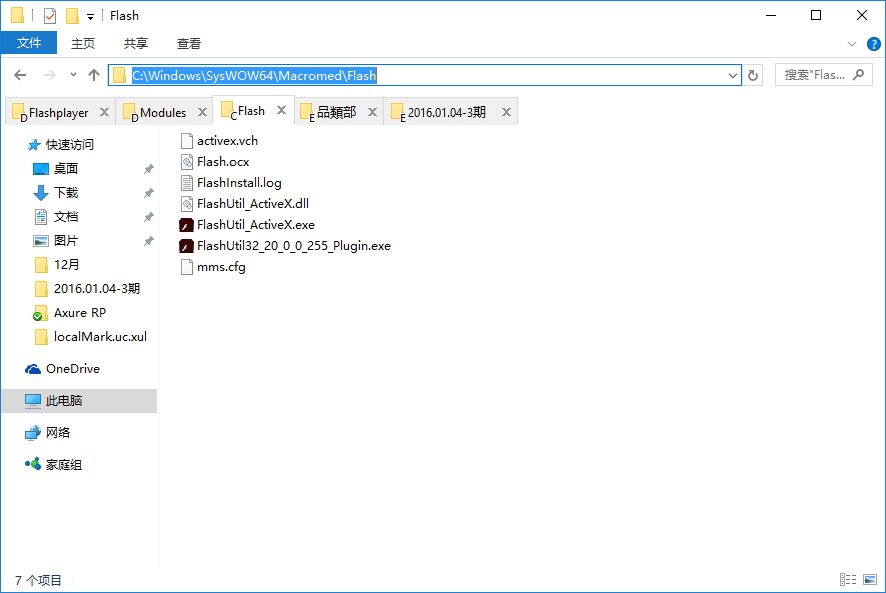 Flash
文件 主页 共享 查看
C:\Windows\SysWOW64\Macromed\Flash 搜索"Flas...
D Flashplayer D Modules C Flash E 品類部 E 2016.01.04-3期
快速访问
桌面
下载
文档
图片
12月
2016.01.04-3期
Axure RP
localMark.uc.xul
OneDrive
此电脑
网络
家庭组
activex.vch
Flash.ocx
FlashInstall.log
FlashUtil_ActiveX.dll
FlashUtil_ActiveX.exe
FlashUtil32_20_0_0_255_Plugin.exe
mms.cfg
7 个项目